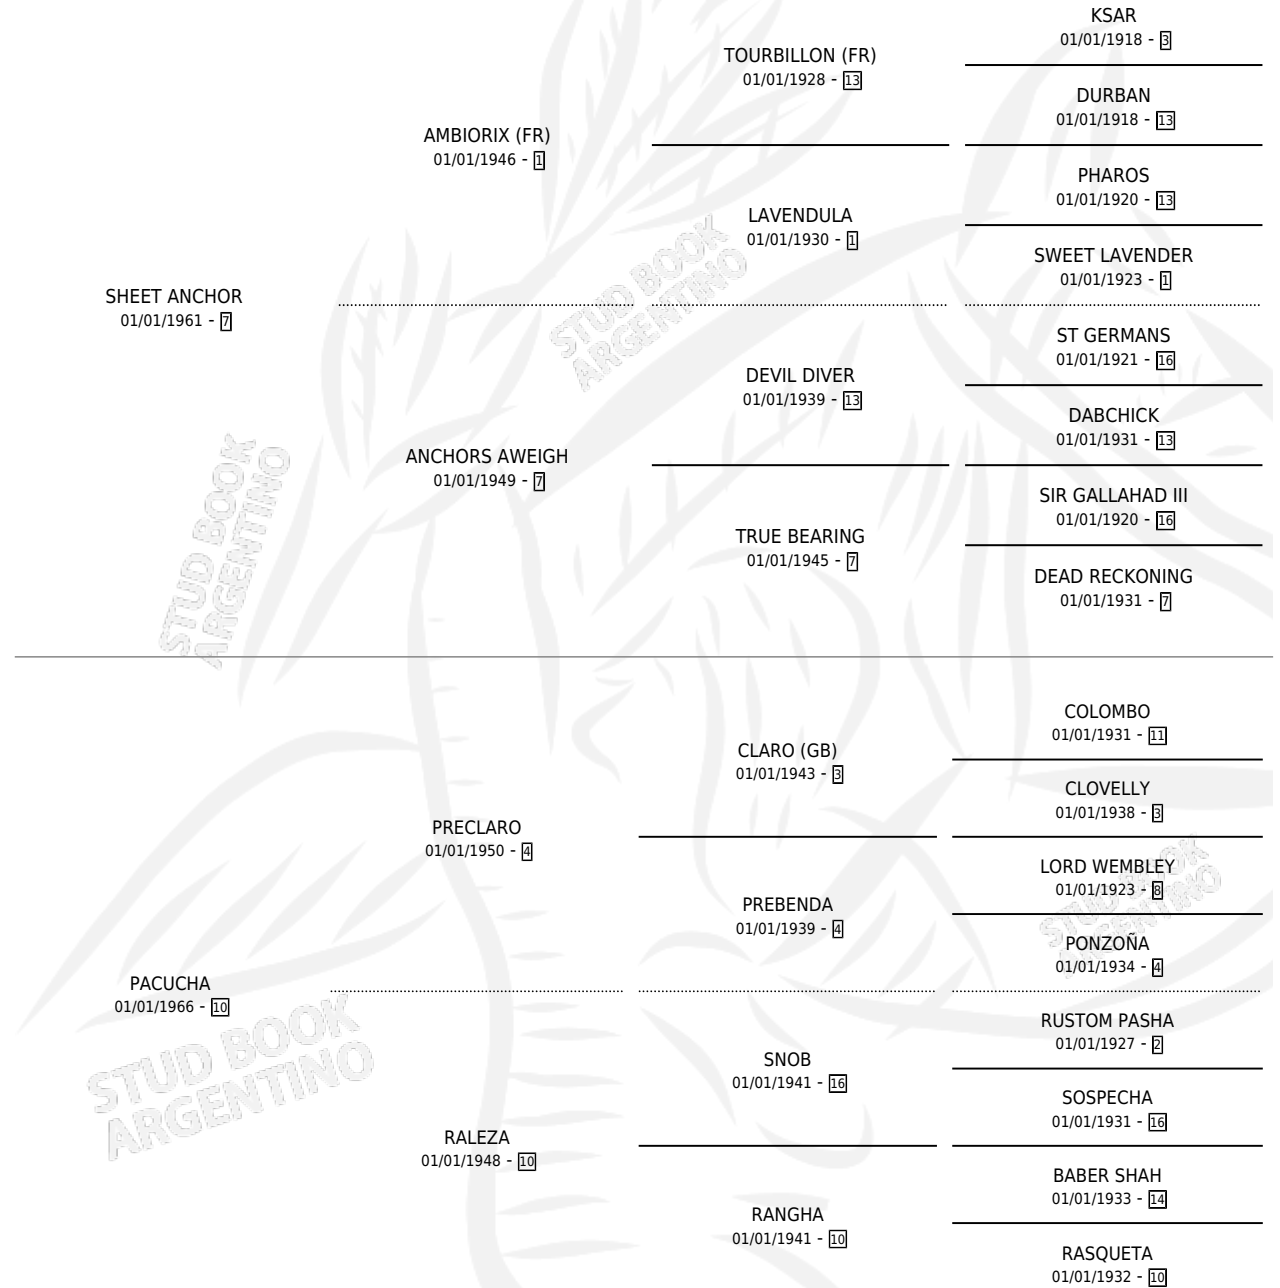 KSAR
01/01/1918 - 3
TOURBILLON (FR)
01/01/1928 - 13
DURBAN
01/01/1918 - 13
AMBIORIX (FR)
01/01/1946 - 1
PHAROS
01/01/1920 - 13
LAVENDULA
01/01/1930 - 1
SWEET LAVENDER
01/01/1923 - 1
SHEET ANCHOR
01/01/1961 - 7
STUD BOOK
ARGENTINO
ST GERMANS
01/01/1921 - 16
DEVIL DIVER
01/01/1939 - 13
DABCHICK
01/01/1931 - 13
ANCHORS AWEIGH
01/01/1949 - 7
SIR GALLAHAD III
01/01/1920 - 16
TRUE BEARING
01/01/1945 - 7
DEAD RECKONING
01/01/1931 - 7
STUD BOOK
ARGENTINO
COLOMBO
01/01/1931 - 11
CLARO (GB)
01/01/1943 - 3
CLOVELLY
01/01/1938 - 3
PRECLARO
01/01/1950 - 4
LORD WEMBLEY
01/01/1923 - 8
PREBENDA
01/01/1939 - 4
PONZOÑA
01/01/1934 - 4
STUD BOOK
ARGENTINO
PACUCHA
01/01/1966 - 10
STUD BOOK
ARGENTINO
RUSTOM PASHA
01/01/1927 - 2
SNOB
01/01/1941 - 16
SOSPECHA
01/01/1931 - 16
RALEZA
01/01/1948 - 10
BABER SHAH
01/01/1933 - 14
RANGHA
01/01/1941 - 10
RASQUETA
01/01/1932 - 10